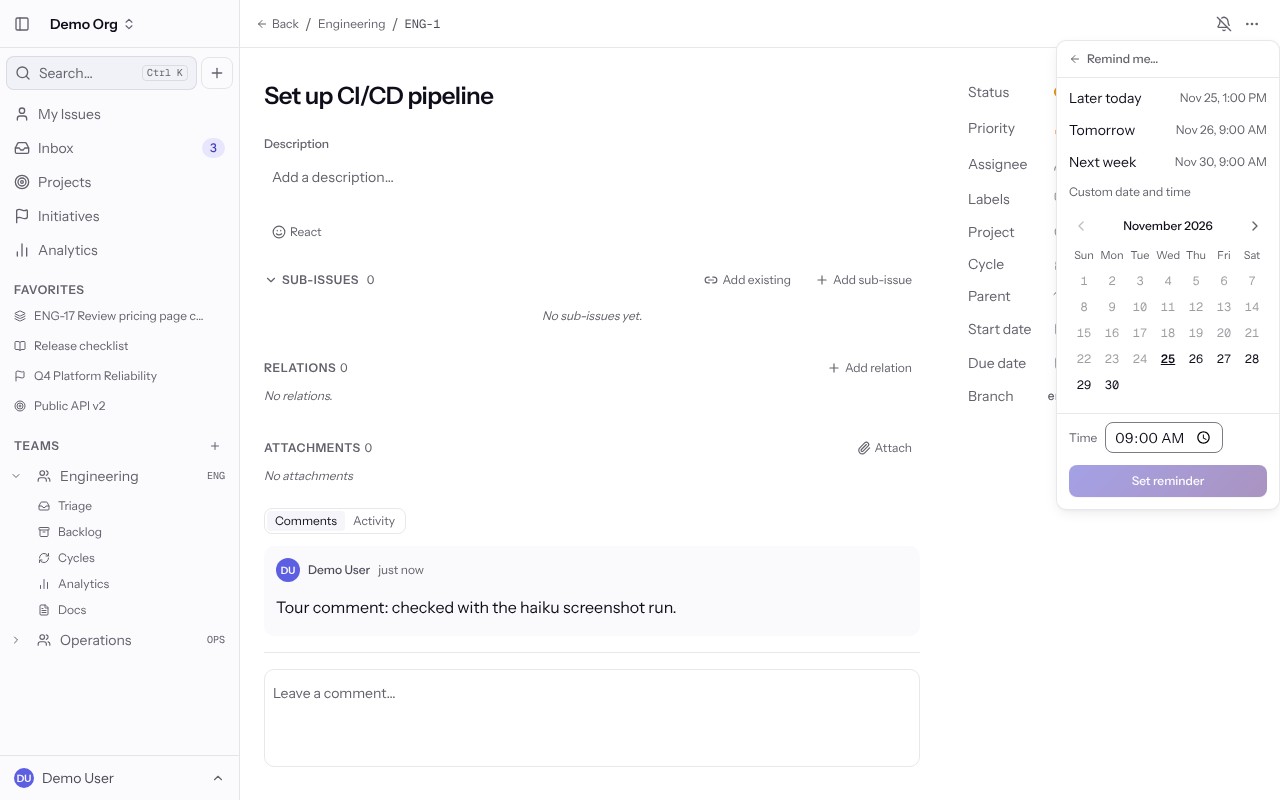 Demo Org
Back / Engineering / ENG-1
Search...
Ctrl K
My Issues
Inbox
3
Projects
Initiatives
Analytics
FAVORITES
ENG-17 Review pricing page c...
Release checklist
Q4 Platform Reliability
Public API v2
TEAMS
Engineering
ENG
Triage
Backlog
Cycles
Analytics
Docs
Operations
OPS
DU
Demo User
Set up CI/CD pipeline
Description
Add a description...
React
SUB-ISSUES 0
Add existing
Add sub-issue
No sub-issues yet.
RELATIONS 0
Add relation
No relations.
ATTACHMENTS 0
Attach
No attachments
Comments
Activity
DU
Demo User just now
Tour comment: checked with the haiku screenshot run.
Leave a comment...
Status
Priority
Assignee
Labels
Project
Cycle
Parent
Start date
Due date
Branch
Remind me...
Later today Nov 25, 1:00 PM
Tomorrow Nov 26, 9:00 AM
Next week Nov 30, 9:00 AM
Custom date and time
November 2026
Sun Mon Tue Wed Thu Fri Sat
1 2 3 4 5 6 7
8 9 10 11 12 13 14
15 16 17 18 19 20 21
22 23 24 25 26 27 28
29 30
Time 09:00 AM
Set reminder